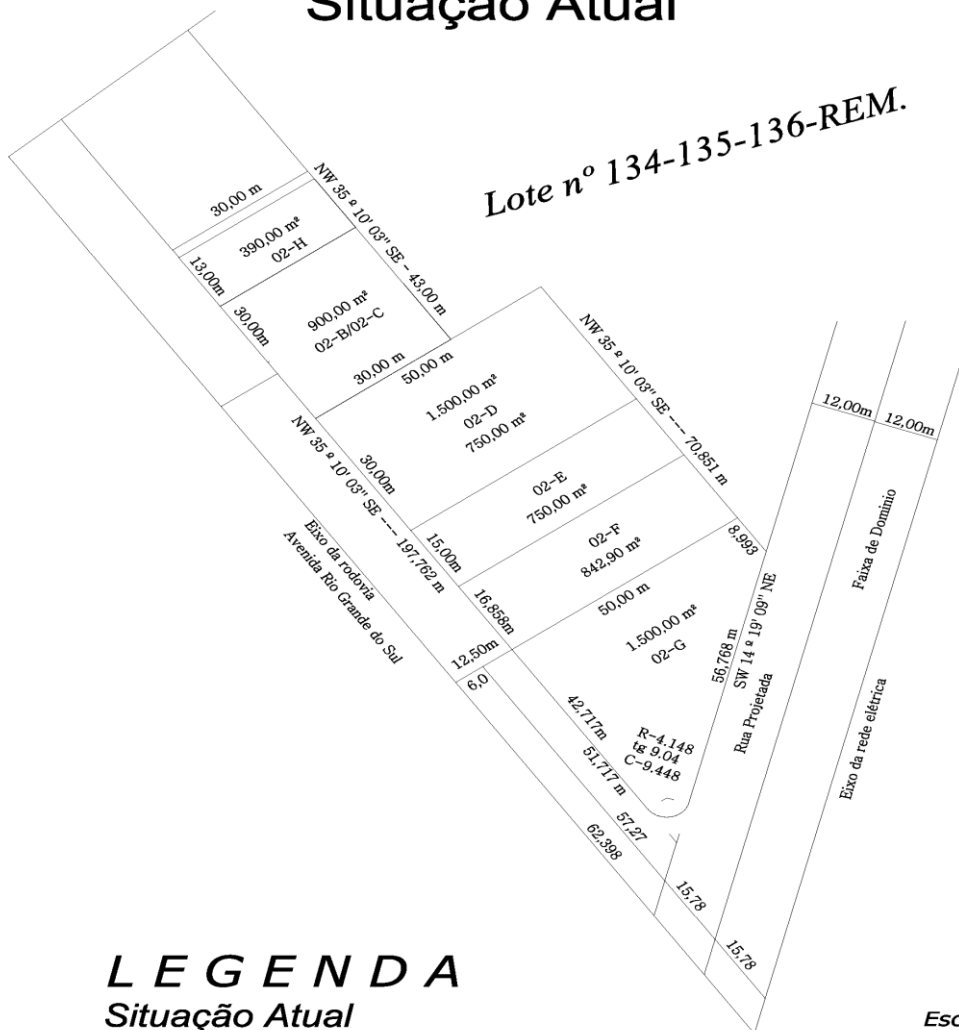 Situação Atual
Lote nº 134-135-136-REM.
30,00 m
NW 35 º 10' 03" SE - 43,00 m
390,00 m²
02-H
13,00m
30,00m
900,00 m²
02-B/02-C
30,00 m
50,00 m
NW 35 º 10' 03" SE ---- 70,851 m
1.500,00 m²
02-D
750,00 m²
12,00m
12,00m
NW 35 º 10' 03" SE ---- 197,762 m
30,00m
02-E
750,00 m²
Eixo da rodovia
Avenida Rio Grande do Sul
15,00m
02-F
842,90 m²
8,993
Faixa de Dominio
16,858m
50,00 m
1.500,00 m²
02-G
12,50m
6,0
56,768 m
SW 14 º 19' 09" NE
Rua Projetada
Eixo da rede elétrica
42,717m
51,717 m
R-4.148
tg 9.04
C-9.448
57,27
62,398
15,78
15,78
LEGENDA
Situação Atual
Esc